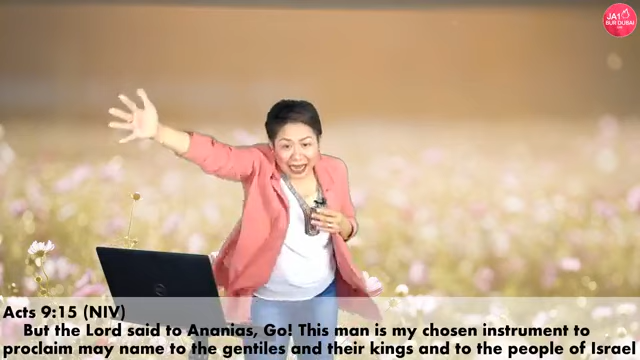 JA1
BUR DUBAI
Acts 9:15 (NIV)
But the Lord said to Ananias, Go! This man is my chosen instrument to
proclaim may name to the gentiles and their kings and to the people of Israel